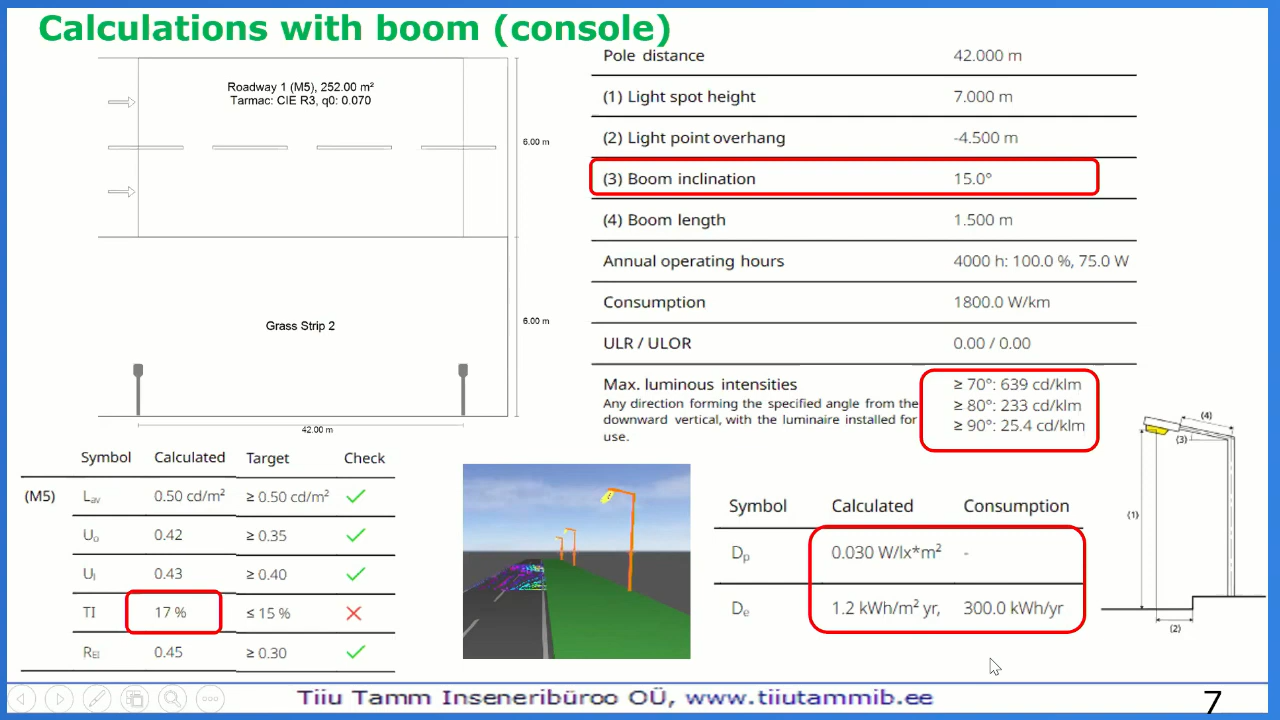 Calculations with boom (console)
Roadway 1 (M5), 252.00 m²
Tarmac: CIE R3, q0: 0.070
6.00 m
Grass Strip 2
6.00 m
42.00 m
Pole distance 42.000 m
(1) Light spot height 7.000 m
(2) Light point overhang -4.500 m
(3) Boom inclination 15.0°
(4) Boom length 1.500 m
Annual operating hours 4000 h: 100.0 %, 75.0 W
Consumption 1800.0 W/km
ULR / ULOR 0.00 / 0.00
Max. luminous intensities ≥ 70°: 639 cd/klm
Any direction forming the specified angle from the ≥ 80°: 233 cd/klm
downward vertical, with the luminaire installed for ≥ 90°: 25.4 cd/klm
use.
Symbol Calculated Target Check
(M5) Lav 0.50 cd/m² ≥ 0.50 cd/m²
Uo 0.42 ≥ 0.35
Ul 0.43 ≥ 0.40
TI 17 % ≤ 15 %
REI 0.45 ≥ 0.30
Symbol Calculated Consumption
Dp 0.030 W/lx*m² -
De 1.2 kWh/m² yr, 300.0 kWh/yr
(4)
(3)
(1)
(2)
Tiiu Tamm Inseneribüroo OÜ, www.tiiutammib.ee
7